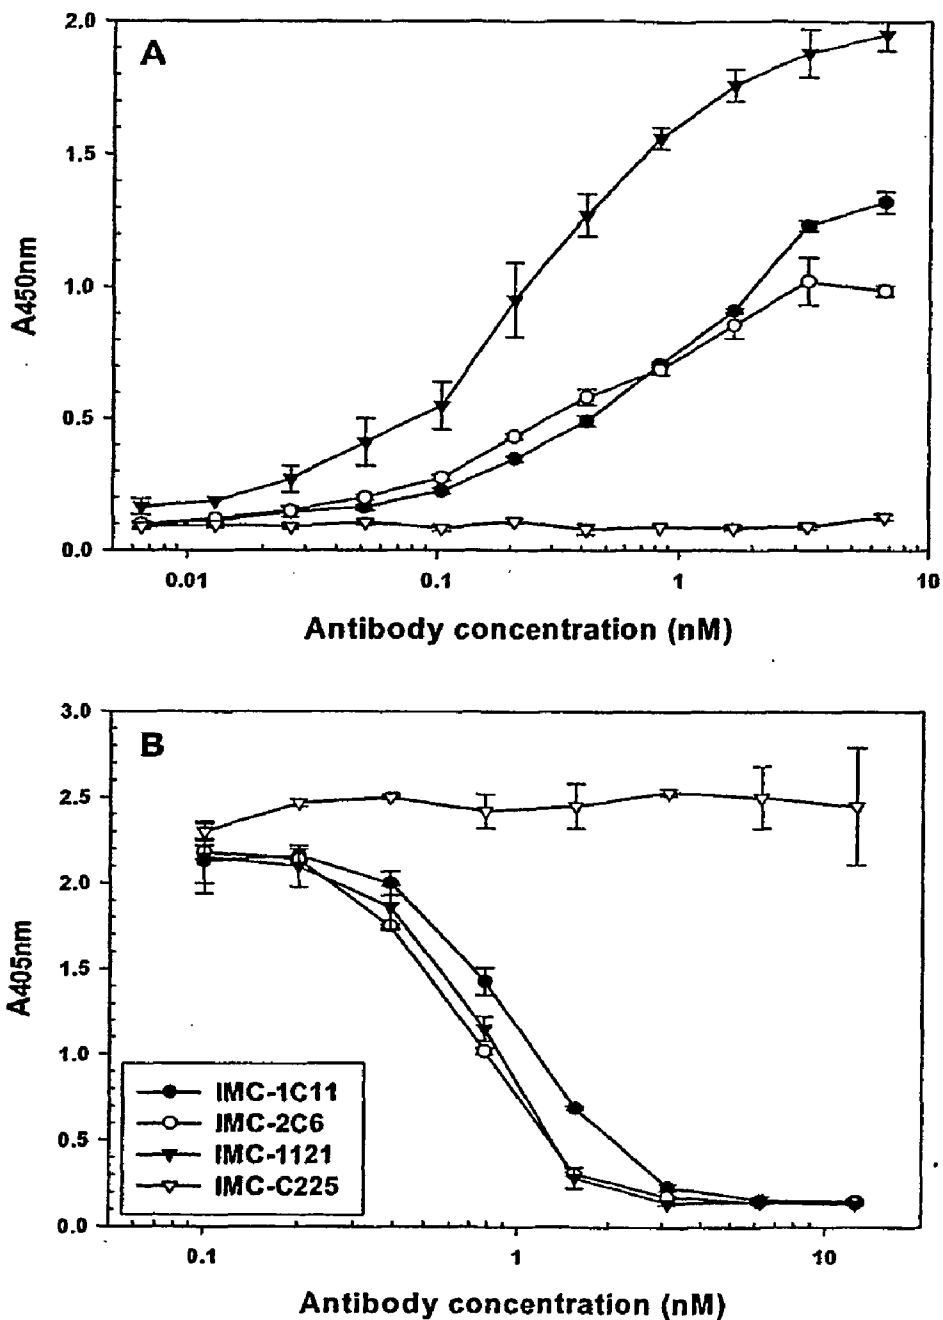 A
2.0
1.5
1.0
0.5
0.0
A450nm
0.01 0.1 1 10
Antibody concentration (nM)
B
3.0
2.5
2.0
1.5
1.0
0.5
0.0
A405nm
IMC-1C11
IMC-2C6
IMC-1121
IMC-C225
0.1 1 10
Antibody concentration (nM)